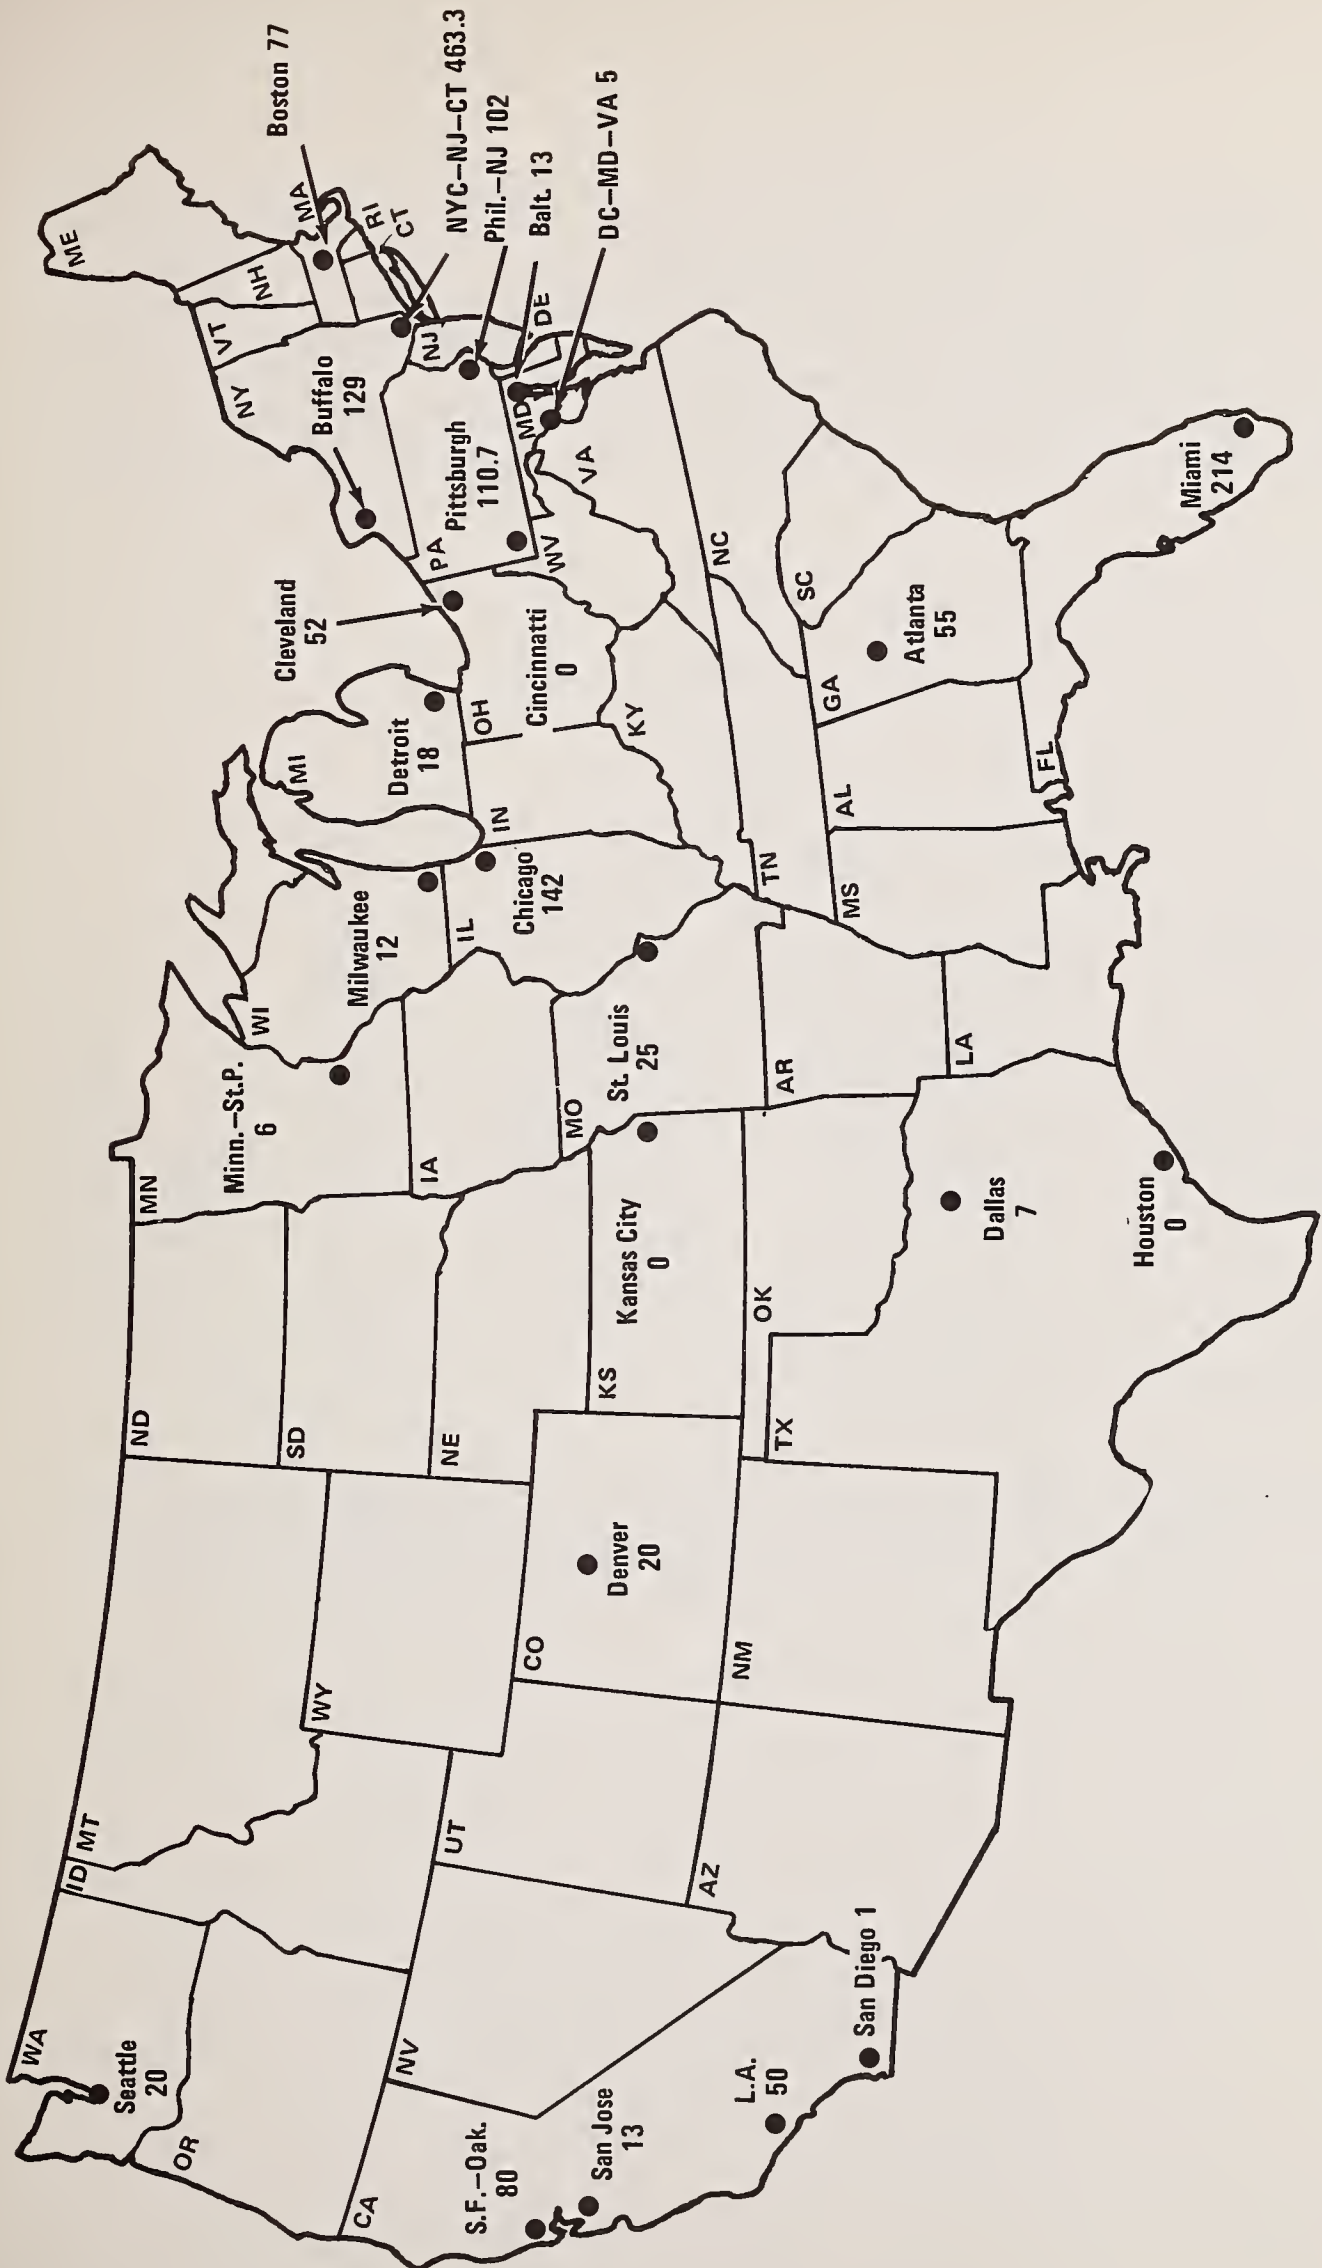 WA
Seattle
20
OR
CA
S.F.–Oak.
80
San Jose
13
L.A.
50
San Diego 1
NV
ID
MT
UT
AZ
WY
CO
Denver
20
NM
ND
SD
NE
KS
Kansas City
0
OK
TX
Dallas
7
Houston
0
MN
Minn.–St.P.
6
IA
MO
St. Louis
25
AR
LA
WI
Milwaukee
12
IL
Chicago
142
MI
Detroit
18
IN
OH
Cincinnatti
0
Cleveland
52
KY
TN
MS
AL
GA
Atlanta
55
FL
Miami
214
SC
NC
WV
VA
PA
Pittsburgh
110.7
MD
DE
NJ
NY
Buffalo
129
VT
NH
ME
MA
RI
CT
Boston 77
NYC–NJ–CT 463.3
Phil.–NJ 102
Balt. 13
DC–MD–VA 5